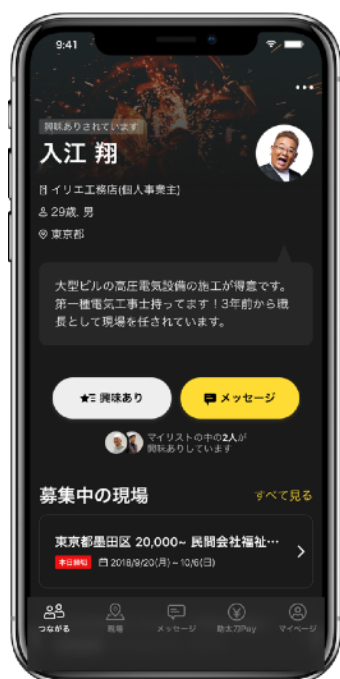 9:41
興味ありされています
入江 翔
イリエ工務店(個人事業主)
29歳. 男
東京都
大型ビルの高圧電気設備の施工が得意です。
第一種電気工事士持ってます！3年前から職
長として現場を任されています。
興味あり
メッセージ
マイリストの中の2人が
興味ありしています
募集中の現場
すべて見る
東京都墨田区 20,000~ 民間会社福祉…
本日締切
2018/9/20(月) ~ 10/6(日)
つながる
現場
メッセージ
助太刀Pay
マイページ